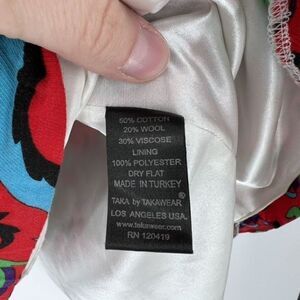 50% COTTON
20% WOOL
30% VISCOSE
LINING
100% POLYESTER
DRY FLAT
MADE IN TURKEY
®
TAKA by TAKAWEAR
LOS ANGELES USA.
www.takawear.com
RN 120419